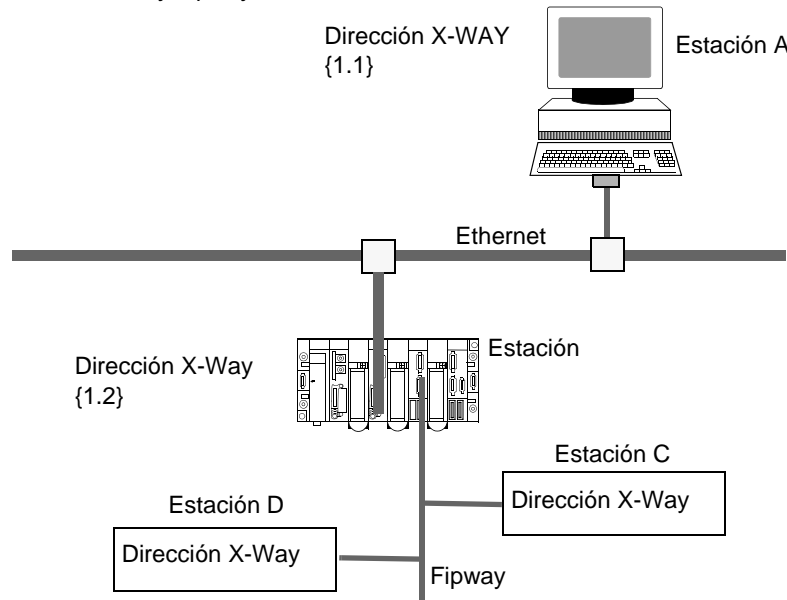 Dirección X-WAY
{1.1}
Estación A
Ethernet
Estación
Dirección X-Way
{1.2}
Estación C
Dirección X-Way
Estación D
Dirección X-Way
Fipway